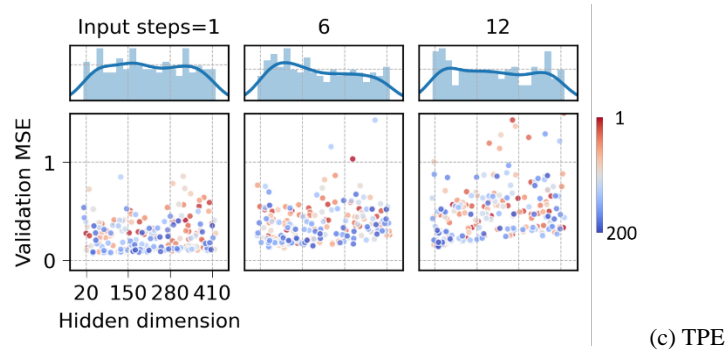 Input steps=1 6 12
Validation MSE
1
0
20 150 280 410
Hidden dimension
1
200
(c) TPE